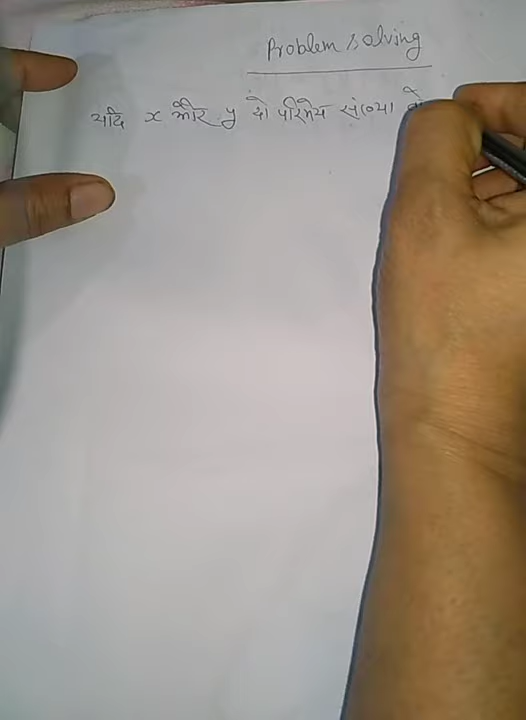 Problem solving
यदि x और y दो परिमेय संख्या